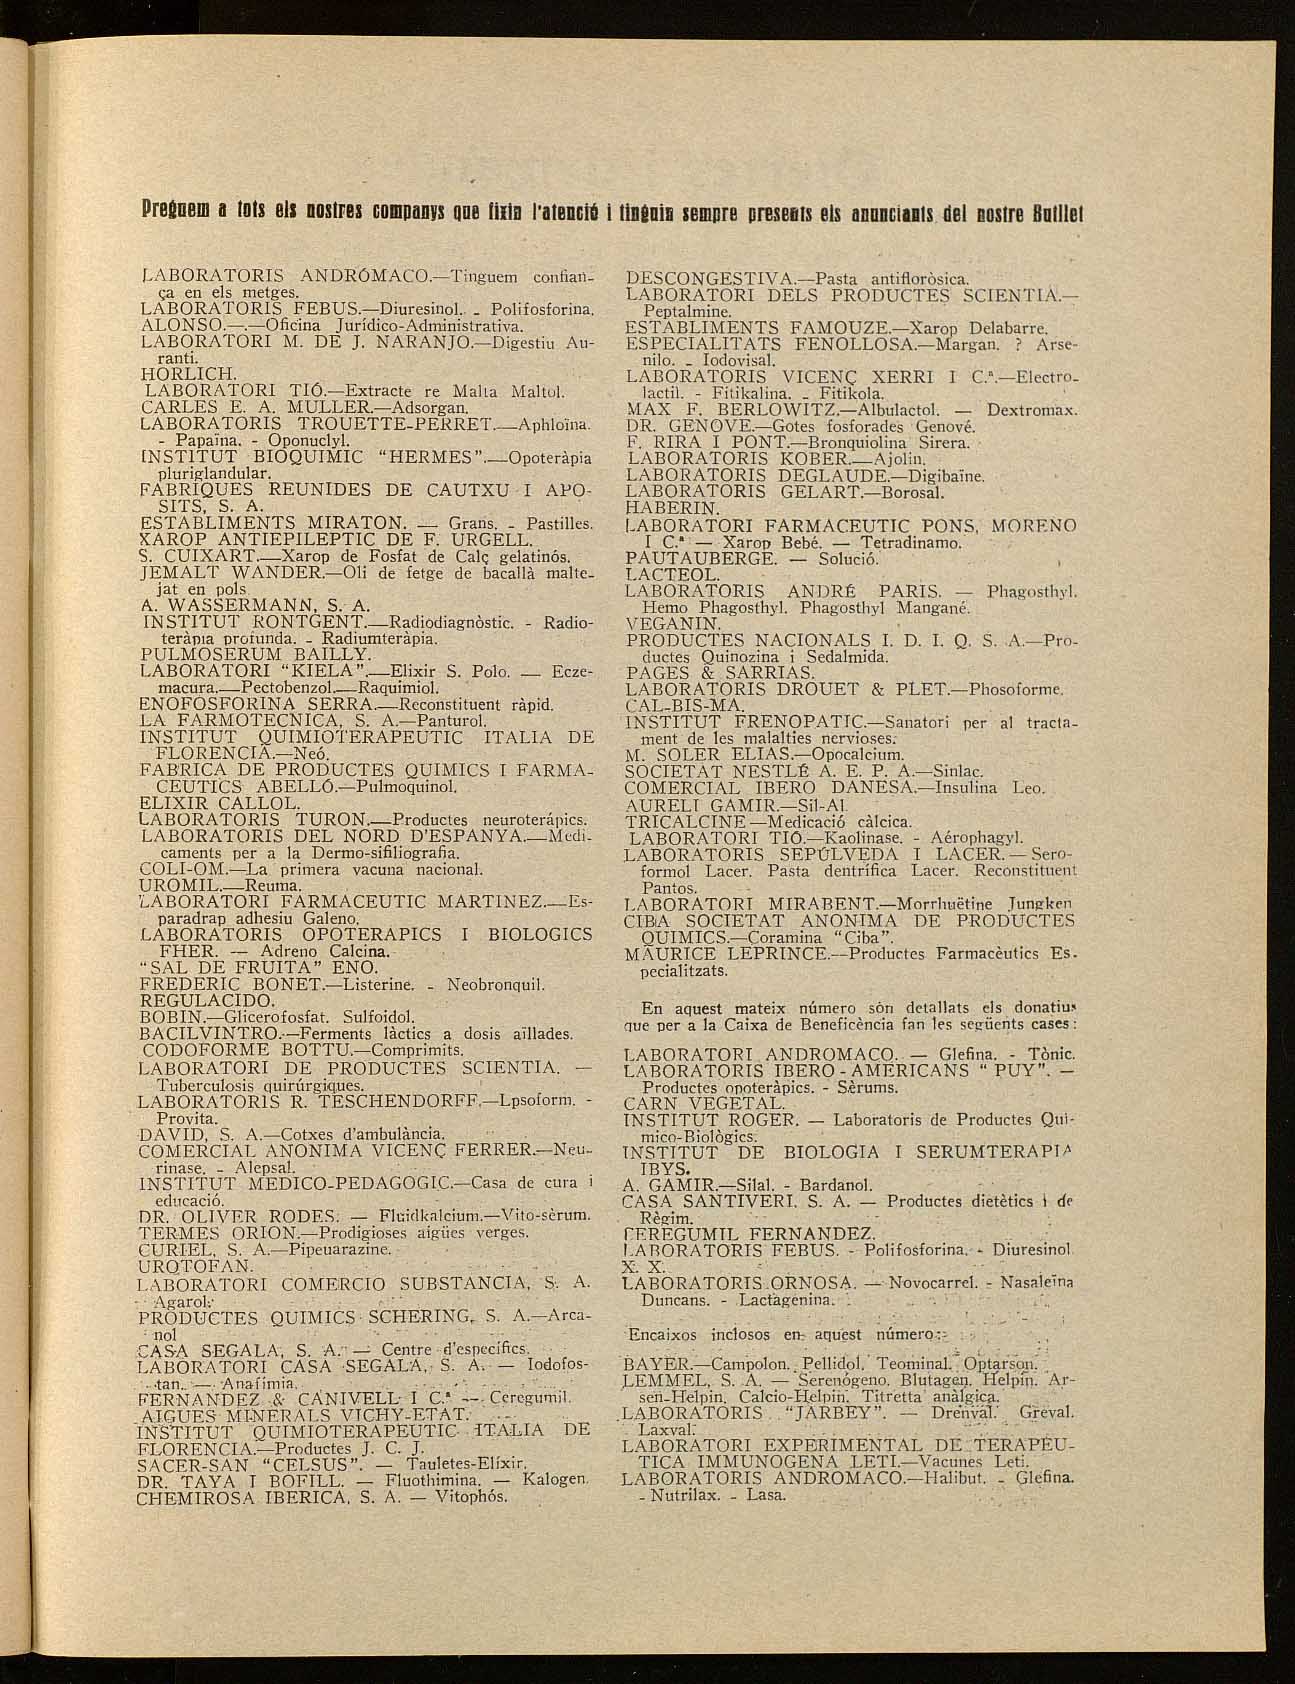 Preguem a tots els nostres companys que fixin l'atenció i tinguin sempre presents els anunciants del nostre Butllet
LABORATORIS ANDRÓMACO.—Tinguem confian-
ça en els metges.
LABORATORIS FEBUS.—Diuresinol. - Polifosforina.
ALONSO.—.—Oficina Jurídico-Administrativa.
LABORATORI M. DE J. NARANJO.—Digestiu Au-
ranti.
HORLICH.
LABORATORI TIÓ.—Extracte re Malta Maltol.
CARLES E. A. MULLER.—Adsorgan.
LABORATORIS TROUETTE-PERRET.—Aphloïna.
- Papaïna. - Oponuclyl.
INSTITUT BIOQUIMIC "HERMES".—Opoteràpia
pluriglandular.
FABRIQUES REUNIDES DE CAUTXU I APO-
SITS, S. A.
ESTABLIMENTS MIRATON. — Grans. - Pastilles.
XAROP ANTIEPILEPTIC DE F. URGELL.
S. CUIXART.—Xarop de Fosfat de Calç gelatinós.
JEMALT WANDER.—Oli de fetge de bacallà malte-
jat en pols
A. WASSERMANN, S. A.
INSTITUT RONTGENT.—Radiodiagnòstic. - Radio-
teràpia profunda. - Radiumteràpia.
PULMOSERUM BAILLY.
LABORATORI "KIELA".—Elixir S. Polo. — Ecze-
macura.—Pectobenzol.—Raquimiol.
ENOFOSFORINA SERRA.—Reconstituent ràpid.
LA FARMOTECNICA, S. A.—Panturol.
INSTITUT QUIMIOTERAPEUTIC ITALIA DE
FLORENCIA.—Neó.
FABRICA DE PRODUCTES QUIMICS I FARMA-
CEUTICS ABELLÓ.—Pulmoquinol.
ELIXIR CALLOL.
LABORATORIS TURON.—Productes neuroteràpics.
LABORATORIS DEL NORD D'ESPANYA.—Medi-
caments per a la Dermo-sifiliografia.
COLI-OM.—La primera vacuna nacional.
UROMIL.—Reuma.
LABORATORI FARMACEUTIC MARTINEZ.—Es-
paradrap adhesiu Galeno.
LABORATORIS OPOTERAPICS I BIOLOGICS
FHER. — Adreno Calcina.
"SAL DE FRUITA" ENO.
FREDERIC BONET.—Listerine. - Neobronquil.
REGULACIDO.
BOBIN.—Glicerofosfat. Sulfoidol.
BACILVINTRO.—Ferments làctics a dosis aïllades.
CODOFORME BOTTU.—Comprimits.
LABORATORI DE PRODUCTES SCIENTIA. —
Tuberculosis quirúrgiques.
LABORATORIS R. TESCHENDORFF.—Lpsoform. -
Provita.
DAVID, S. A.—Cotxes d'ambulància.
COMERCIAL ANONIMA VICENÇ FERRER.—Neu-
rinase. - Alepsal.
INSTITUT MEDICO-PEDAGOGIC.—Casa de cura i
educació.
DR. OLIVER RODES. — Fluidkalcium.—Vito-sèrum.
TERMES ORION.—Prodigioses aigües verges.
CURIEL, S. A.—Pipeuarazine.
UROTOFAN.
LABORATORI COMERCIO SUBSTANCIA, S. A.
- Agarol.
PRODUCTES QUIMICS SCHERING, S. A.—Arca-
nol
CASA SEGALA, S. A. — Centre d'específics.
LABORATORI CASA SEGALA, S. A. — Iodofos-
tan. — Anafimia.
FERNANDEZ & CANIVELL I C.ª — Ceregumil.
AIGUES MINERALS VICHY-ETAT.
INSTITUT QUIMIOTERAPEUTIC ITALIA DE
FLORENCIA.—Productes J. C. J.
SACER-SAN "CELSUS". — Tauletes-Elíxir.
DR. TAYA I BOFILL. — Fluothimina. — Kalogen.
CHEMIROSA IBERICA, S. A. — Vitophós.
DESCONGESTIVA.—Pasta antifloròsica.
LABORATORI DELS PRODUCTES SCIENTIA.—
Peptalmine.
ESTABLIMENTS FAMOUZE.—Xarop Delabarre.
ESPECIALITATS FENOLLOSA.—Margan. ? Arse-
nilo. - Iodovisal.
LABORATORIS VICENÇ XERRI I C.ª.—Electro-
lactil. - Fitikalina. - Fitikola.
MAX F. BERLOWITZ.—Albulactol. — Dextromax.
DR. GENOVE.—Gotes fosforades Genové.
F. RIRA I PONT.—Bronquiolina Sirera.
LABORATORIS KOBER.—Ajolin.
LABORATORIS DEGLAUDE.—Digibaïne.
LABORATORIS GELART.—Borosal.
HABERIN.
LABORATORI FARMACEUTIC PONS, MORENO
I C.ª — Xarop Bebé. — Tetradinamo.
PAUTAUBERGE. — Solució.
LACTEOL.
LABORATORIS ANDRÉ PARIS. — Phagosthyl.
Hemo Phagosthyl. Phagosthyl Mangané.
VEGANIN.
PRODUCTES NACIONALS I. D. I. Q. S. A.—Pro-
ductes Quinozina i Sedalmida.
PAGES & SARRIAS.
LABORATORIS DROUET & PLET.—Phosoforme.
CAL-BIS-MA.
INSTITUT FRENOPATIC.—Sanatori per al tracta-
ment de les malalties nervioses.
M. SOLER ELIAS.—Opocalcium.
SOCIETAT NESTLÉ A. E. P. A.—Sinlac.
COMERCIAL IBERO DANESA.—Insulina Leo.
AURELI GAMIR.—Sil-Al.
TRICALCINE—Medicació càlcica.
LABORATORI TIÓ.—Kaolinase. - Aérophagyl.
LABORATORIS SEPÚLVEDA I LACER.— Sero-
formol Lacer. Pasta dentrífica Lacer. Reconstituent
Pantos.
LABORATORI MIRABENT.—Morrhuëtine Jungken
CIBA SOCIETAT ANONIMA DE PRODUCTES
QUIMICS.—Coramina "Ciba".
MAURICE LEPRINCE.—Productes Farmacèutics Es-
pecialitzats.
En aquest mateix número són detallats els donatius
que per a la Caixa de Beneficència fan les següents cases:
LABORATORI ANDROMACO. — Glefina. - Tònic.
LABORATORIS IBERO-AMERICANS "PUY". —
Productes opoteràpics. - Sèrums.
CARN VEGETAL.
INSTITUT ROGER. — Laboratoris de Productes Quí-
mico-Biològics.
INSTITUT DE BIOLOGIA I SERUMTERAPIA
IBYS.
A. GAMIR.—Silal. - Bardanol.
CASA SANTIVERI, S. A. — Productes dietètics i de
Règim.
CEREGUMIL FERNANDEZ.
LABORATORIS FEBUS. - Polifosforina. - Diuresinol
X. X.
LABORATORIS ORNOSA. — Novocarrel. - Nasaleïna
Duncans. - Lactagenina.
Encaixos inclosos en aquest número:
BAYER.—Campolon. Pellidol. Teominal. Optarson.
LEMMEL, S. A. — Serenógeno. Blutagen. Helpin. Ar-
sen-Helpin. Calcio-Helpin. Titretta anàlgica.
LABORATORIS "JARBEY". — Drenval. Greval.
Laxval.
LABORATORI EXPERIMENTAL DE TERAPEU-
TICA IMMUNOGENA LETI.—Vacunes Leti.
LABORATORIS ANDROMACO.—Halibut. - Glefina.
- Nutrilax. - Lasa.